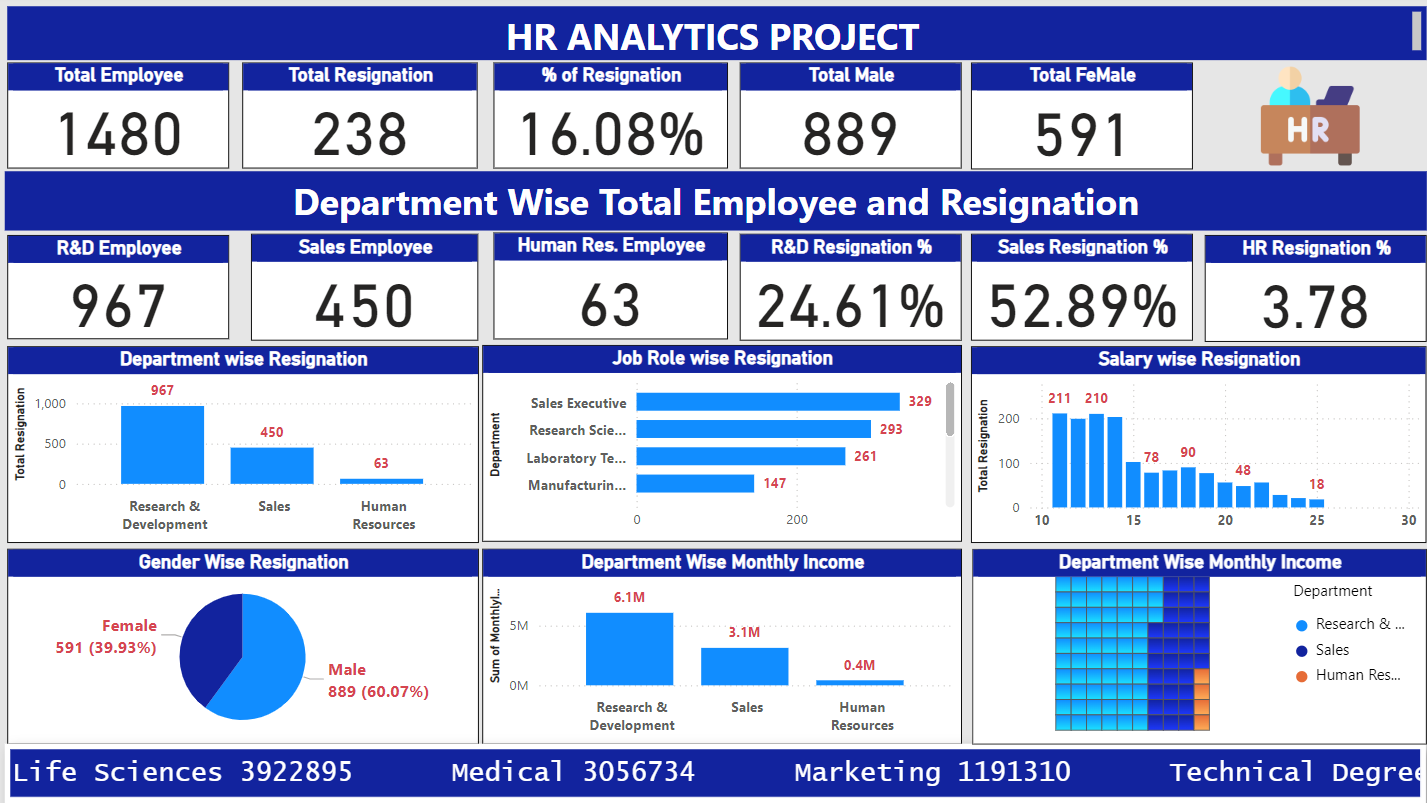 HR ANALYTICS PROJECT
Total Employee
1480
Total Resignation
238
% of Resignation
16.08%
Total Male
889
Total FeMale
591
HR
Department Wise Total Employee and Resignation
R&D Employee
967
Sales Employee
450
Human Res. Employee
63
R&D Resignation %
24.61%
Sales Resignation %
52.89%
HR Resignation %
3.78
Department wise Resignation
Total Resignation
1,000
500
0
967
450
63
Research & Development
Sales
Human Resources
Job Role wise Resignation
Department
Sales Executive
329
Research Scie...
293
Laboratory Te...
261
Manufacturin...
147
0
200
Salary wise Resignation
Total Resignation
200
100
0
211
210
78
90
48
18
10
15
20
25
30
Gender Wise Resignation
Female
591 (39.93%)
Male
889 (60.07%)
Department Wise Monthly Income
Sum of MonthlyI...
5M
0M
6.1M
3.1M
0.4M
Research & Development
Sales
Human Resources
Department Wise Monthly Income
Department
Research & ...
Sales
Human Res...
Life Sciences 3922895 Medical 3056734 Marketing 1191310 Technical Degree